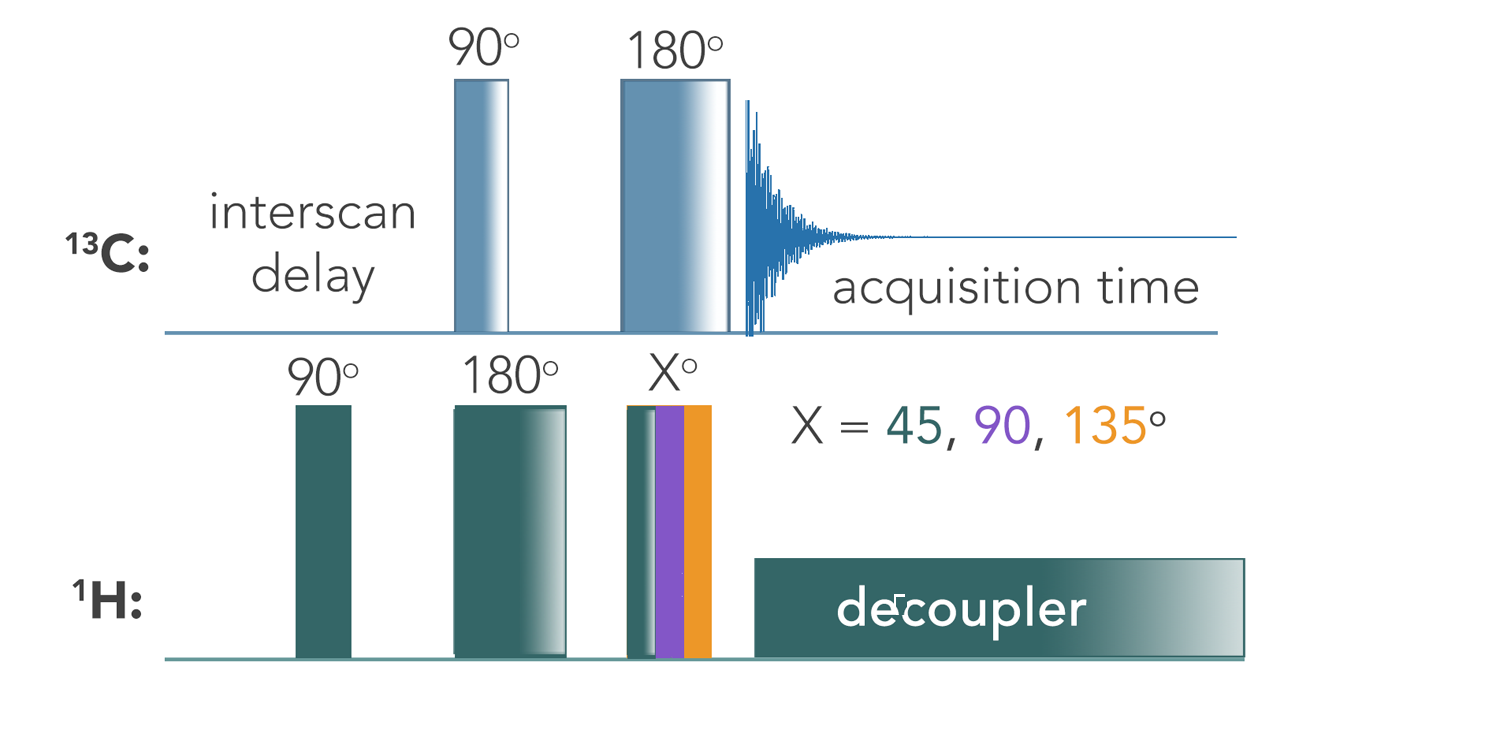 90° 180°
interscan
delay
¹³C:
acquisition time
90° 180° X°
X = 45, 90, 135°
¹H:
decoupler